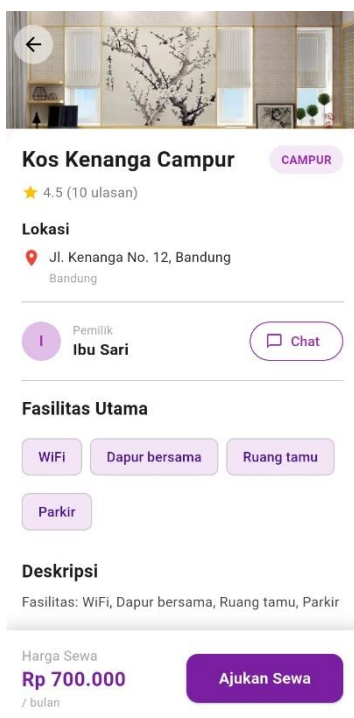 Kos Kenanga Campur
CAMPUR
4.5 (10 ulasan)
Lokasi
Jl. Kenanga No. 12, Bandung
Bandung
I
Pemilik
Ibu Sari
Chat
Fasilitas Utama
WiFi
Dapur bersama
Ruang tamu
Parkir
Deskripsi
Fasilitas: WiFi, Dapur bersama, Ruang tamu, Parkir
Harga Sewa
Rp 700.000
/ bulan
Ajukan Sewa